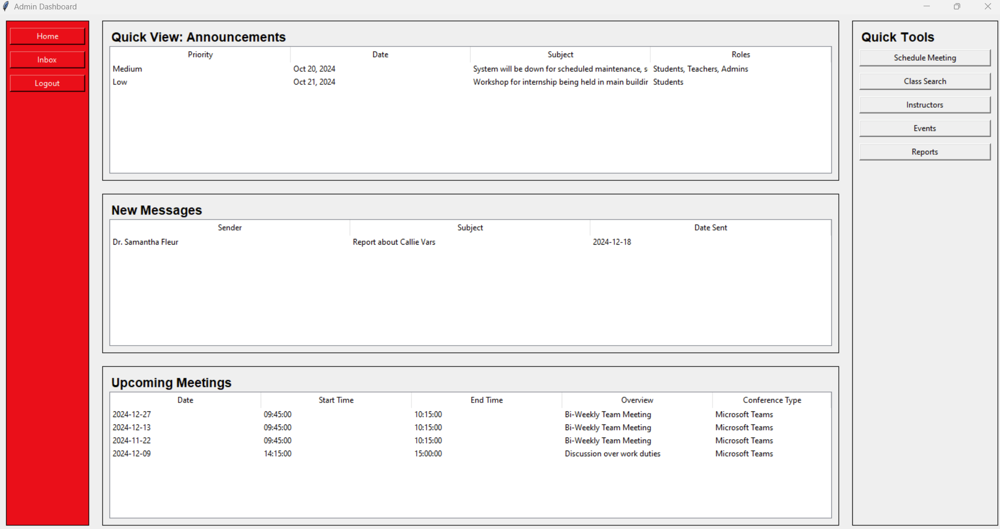 Admin Dashboard
Home
Inbox
Logout
Quick View: Announcements
Priority Date Subject Roles
Medium Oct 20, 2024 System will be down for scheduled maintenance, s Students, Teachers, Admins
Low Oct 21, 2024 Workshop for internship being held in main Students
New Messages
Sender Subject Date Sent
Dr. Samantha Fleur Report about Callie Vars 2024-12-18
Upcoming Meetings
Date Start Time End Time Overview Conference Type
2024-12-27 09:45:00 10:15:00 Bi-Weekly Team Meeting Microsoft Teams
2024-12-13 09:45:00 10:15:00 Bi-Weekly Team Meeting Microsoft Teams
2024-11-22 09:45:00 10:15:00 Bi-Weekly Team Meeting Microsoft Teams
2024-12-09 14:15:00 15:00:00 Discussion over work duties Microsoft Teams
Quick Tools
Schedule Meeting
Class Search
Instructors
Events
Reports